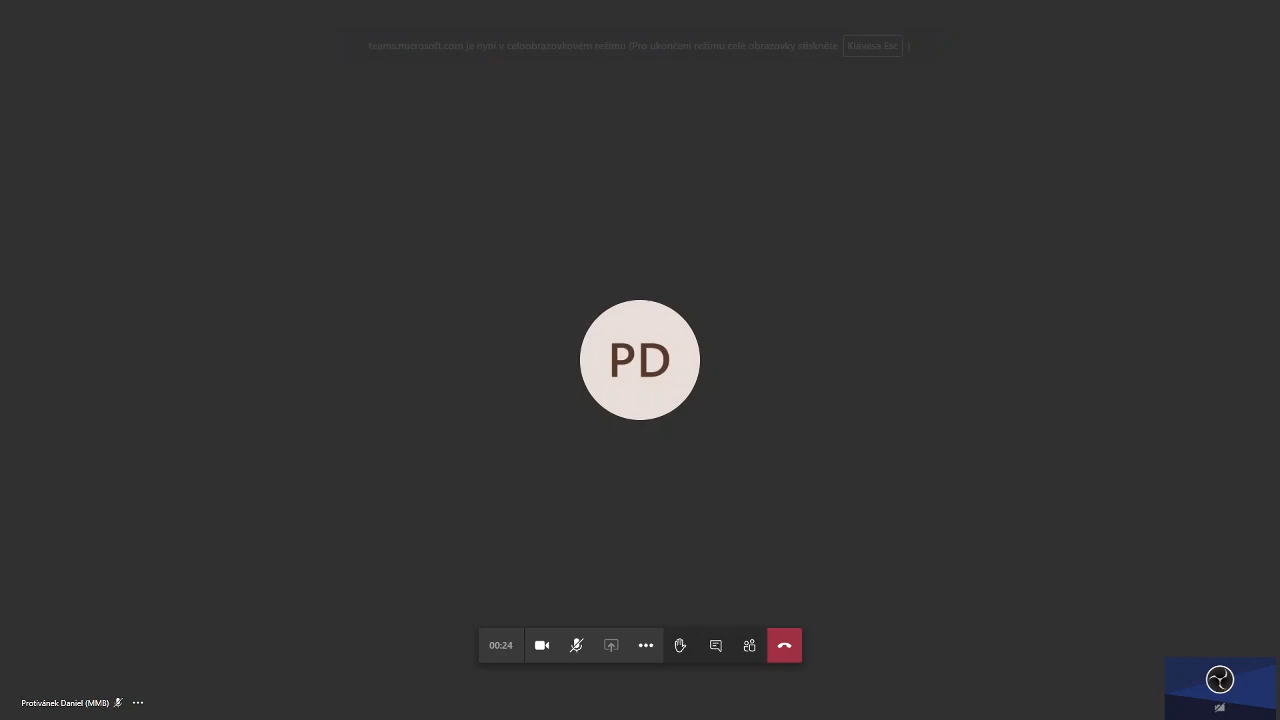 teams.microsoft.com je nyní v celoobrazovkovém režimu (Pro ukončení režimu celé obrazovky stiskněte Klávesa Esc )
PD
00:24
Protivánek Daniel (MMB)